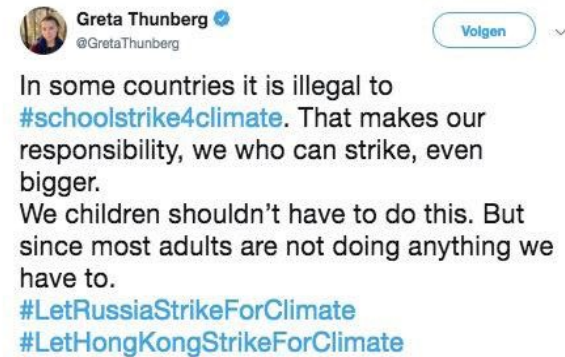 Greta Thunberg
@GretaThunberg
Volgen
In some countries it is illegal to
#schoolstrike4climate. That makes our
responsibility, we who can strike, even
bigger.
We children shouldn't have to do this. But
since most adults are not doing anything we
have to.
#LetRussiaStrikeForClimate
#LetHongKongStrikeForClimate